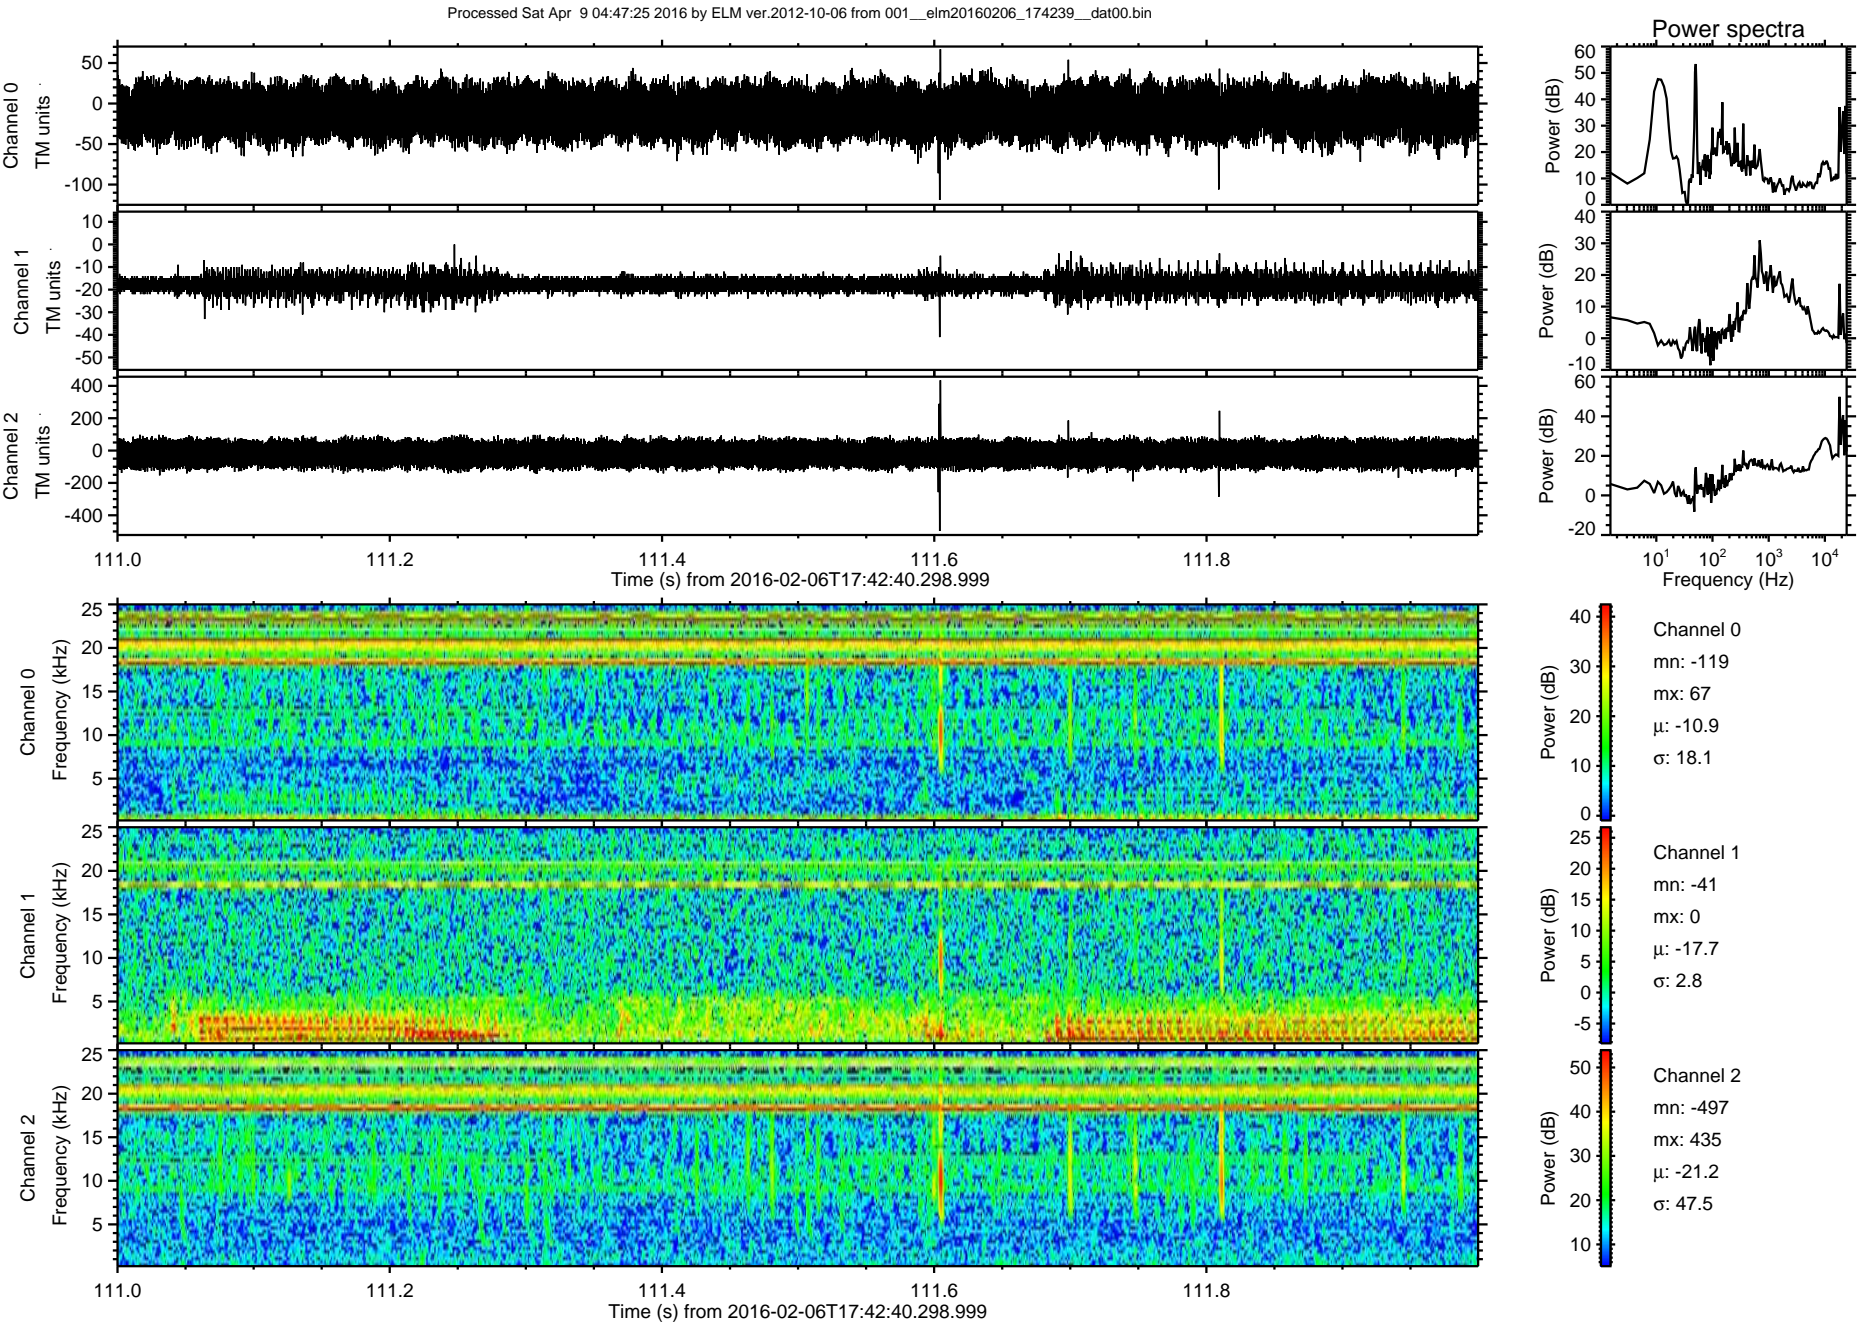 Processed Sat Apr  9 04:47:25 2016 by ELM ver.2012-10-06 from 001__elm20160206_174239__dat00.bin
Power spectra
Channel 0
TM units
50
0
-50
-100
Power (dB)
60
50
40
30
20
10
0
Channel 1
TM units
10
0
-10
-20
-30
-40
-50
Power (dB)
40
30
20
10
0
-10
Channel 2
TM units
400
200
0
-200
-400
Power (dB)
60
40
20
0
-20
111.0 111.2 111.4 111.6 111.8
Time (s) from 2016-02-06T17:42:40.298.999
10¹ 10² 10³ 10⁴
Frequency (Hz)
Channel 0
Frequency (kHz)
25
20
15
10
5
Power (dB)
40
30
20
10
0
Channel 0
mn: -119
mx: 67
µ: -10.9
σ: 18.1
Channel 1
Frequency (kHz)
25
20
15
10
5
Power (dB)
25
20
15
10
5
0
-5
Channel 1
mn: -41
mx: 0
µ: -17.7
σ: 2.8
Channel 2
Frequency (kHz)
25
20
15
10
5
Power (dB)
50
40
30
20
10
Channel 2
mn: -497
mx: 435
µ: -21.2
σ: 47.5
111.0 111.2 111.4 111.6 111.8
Time (s) from 2016-02-06T17:42:40.298.999